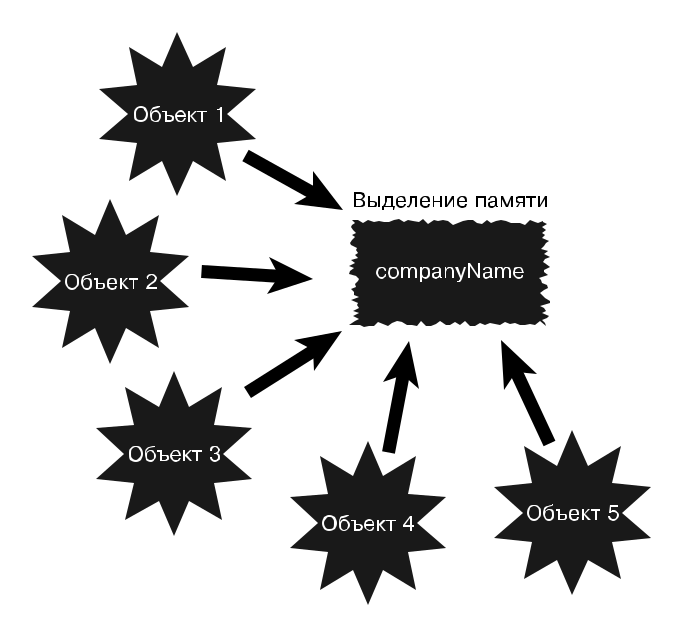 Объект 1
Выделение памяти
companyName
Объект 2
Объект 3
Объект 4
Объект 5